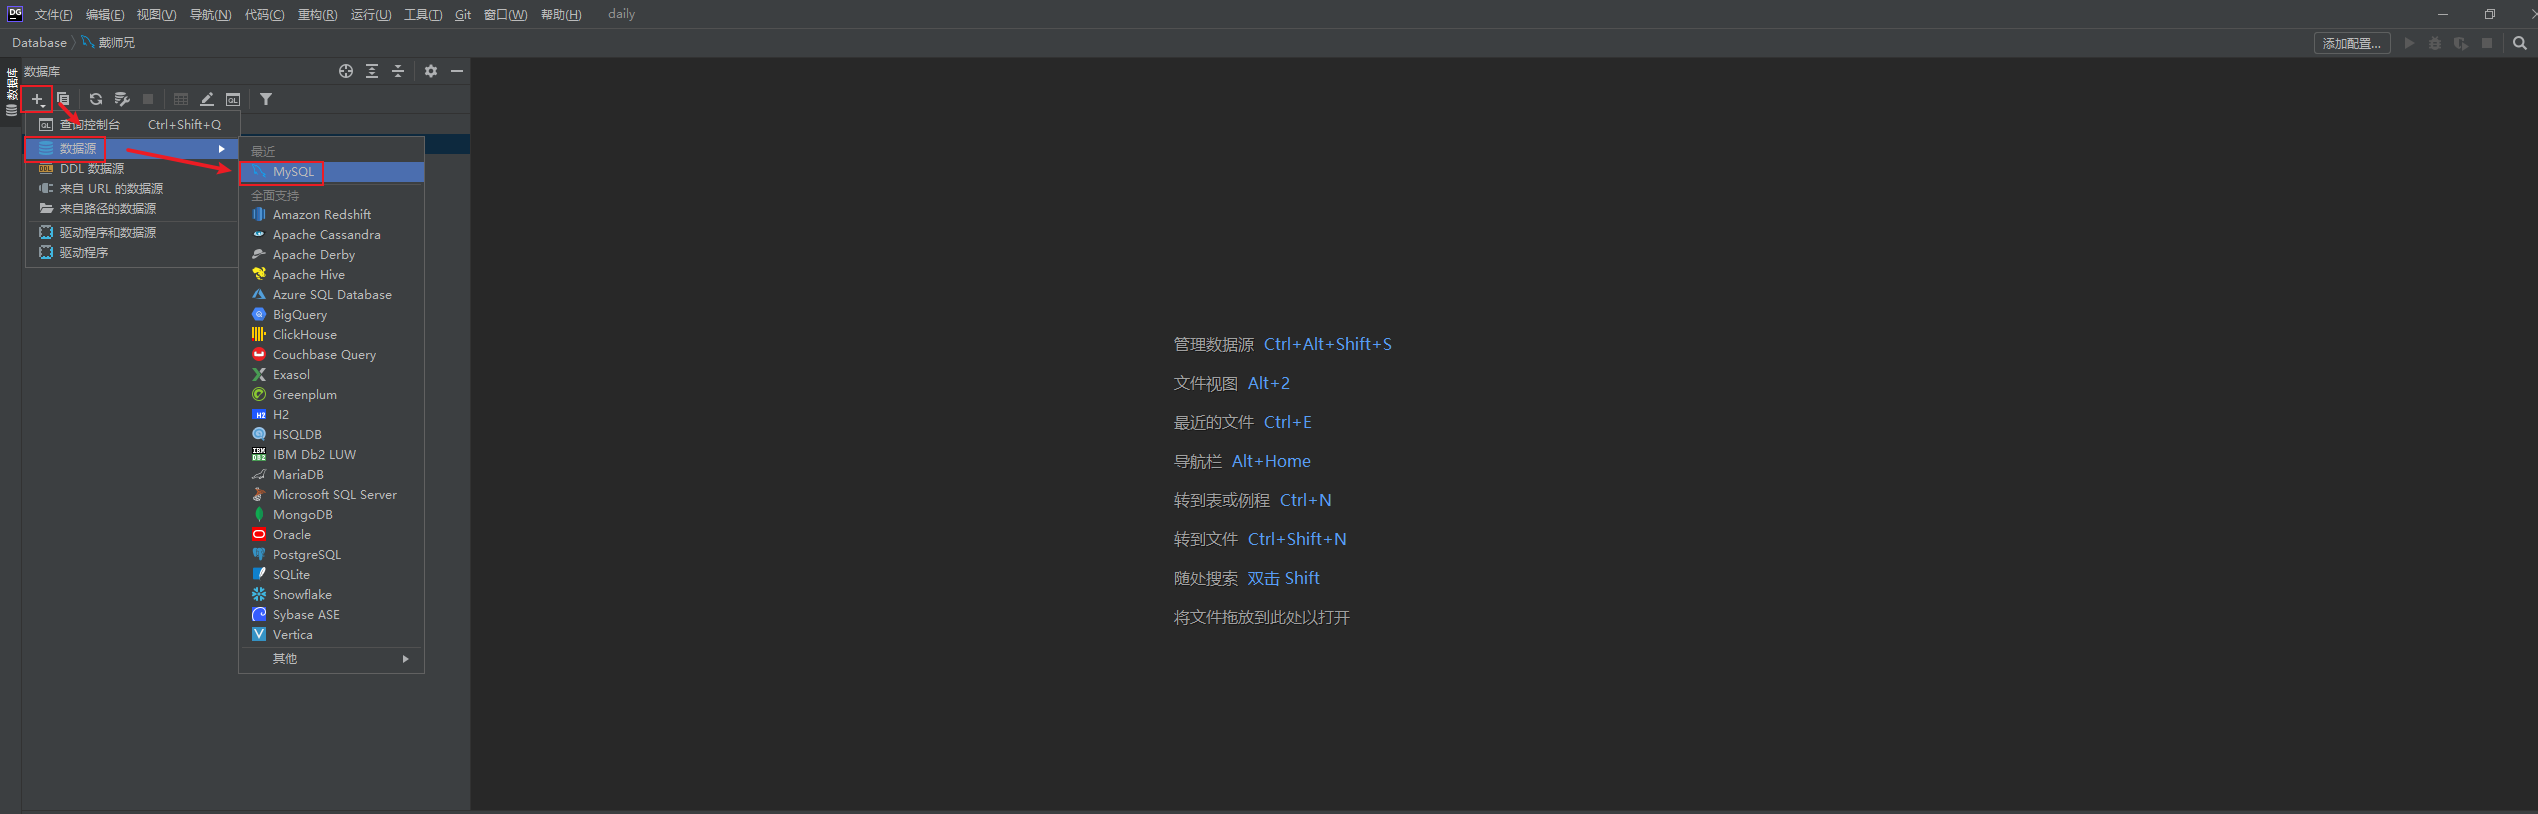 DG 文件(F) 编辑(E) 视图(V) 导航(N) 代码(C) 重构(R) 运行(U) 工具(T) Git 窗口(W) 帮助(H) daily
Database 戴师兄 添加配置...
数据库
数据库
查询控制台 Ctrl+Shift+Q
数据源
DDL 数据源
来自 URL 的数据源
来自路径的数据源
驱动程序和数据源
驱动程序
最近
MySQL
全面支持
Amazon Redshift
Apache Cassandra
Apache Derby
Apache Hive
Azure SQL Database
BigQuery
ClickHouse
Couchbase Query
Exasol
Greenplum
H2
HSQLDB
IBM Db2 LUW
MariaDB
Microsoft SQL Server
MongoDB
Oracle
PostgreSQL
SQLite
Snowflake
Sybase ASE
Vertica
其他
管理数据源 Ctrl+Alt+Shift+S
文件视图 Alt+2
最近的文件 Ctrl+E
导航栏 Alt+Home
转到表或例程 Ctrl+N
转到文件 Ctrl+Shift+N
随处搜索 双击 Shift
将文件拖放到此处以打开